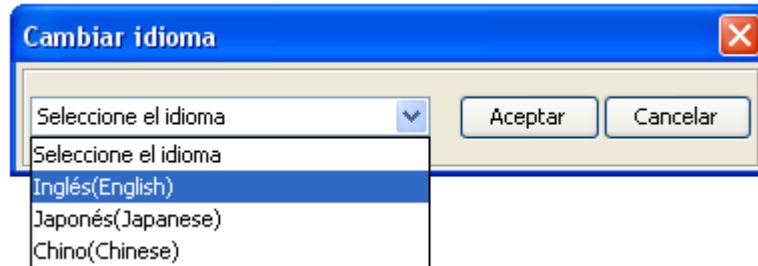 Cambiar idioma
Seleccione el idioma Aceptar Cancelar
Seleccione el idioma
Inglés(English)
Japonés(Japanese)
Chino(Chinese)